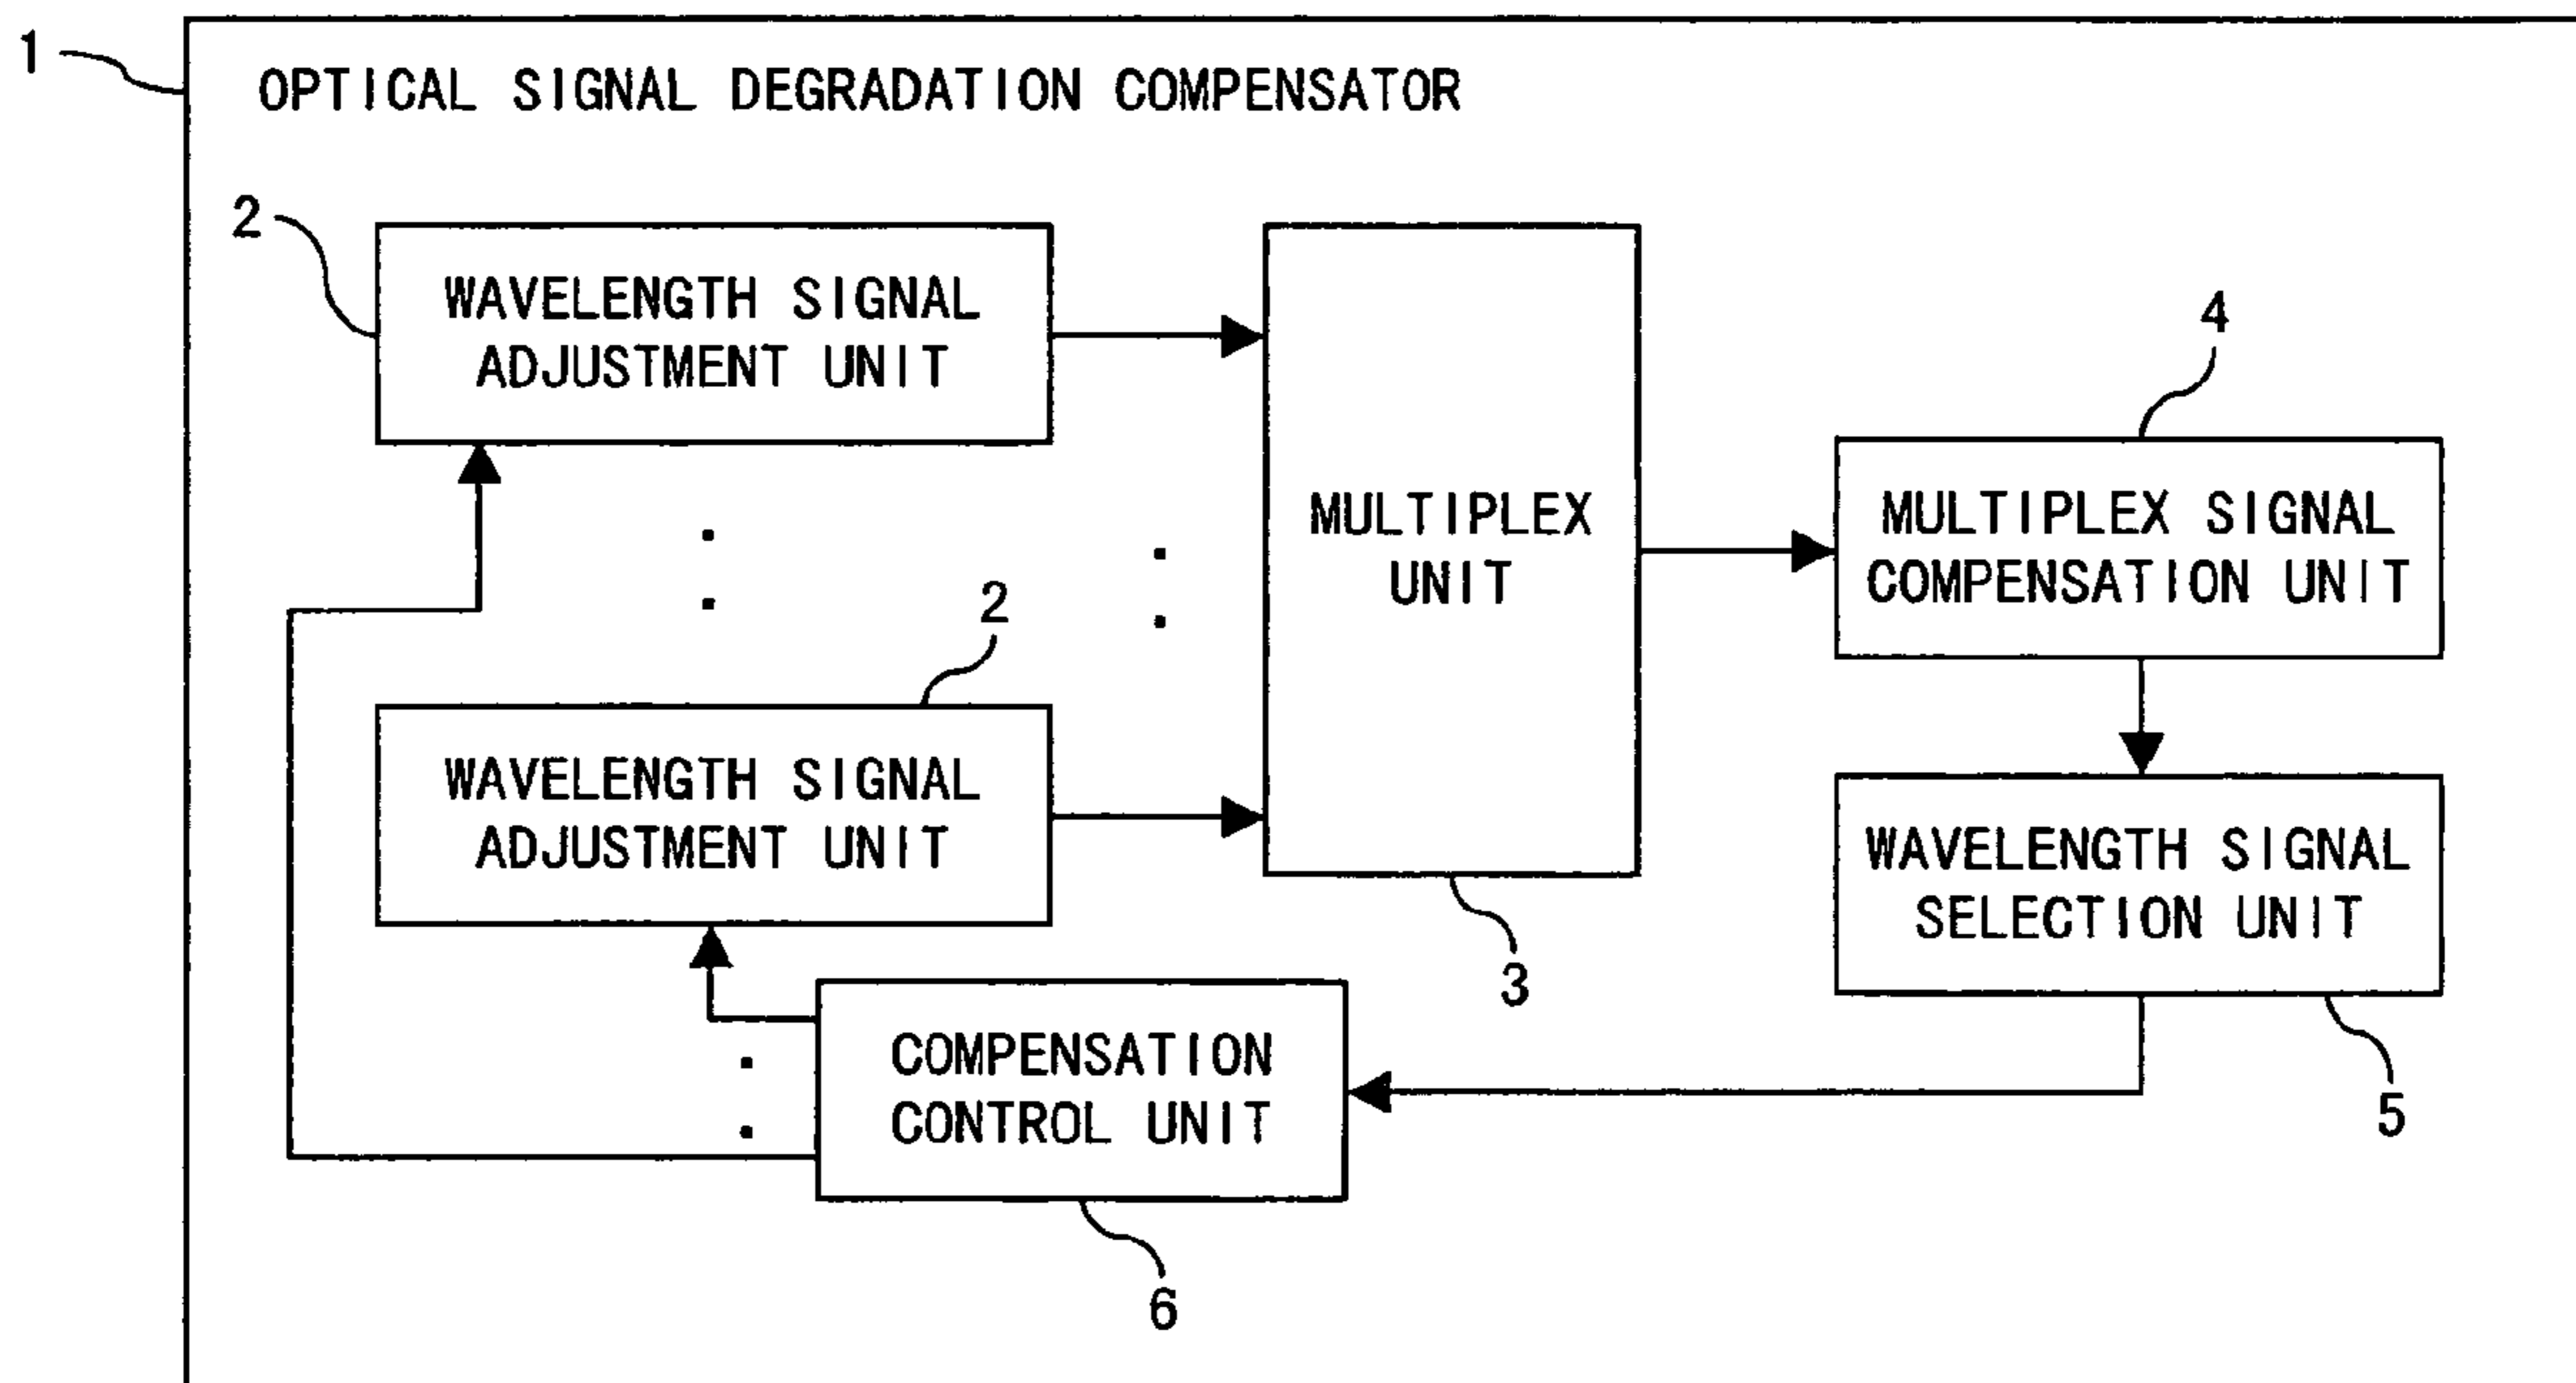 1
OPTICAL SIGNAL DEGRADATION COMPENSATOR
2
WAVELENGTH SIGNAL
ADJUSTMENT UNIT
MULTIPLEX
UNIT
4
MULTIPLEX SIGNAL
COMPENSATION UNIT
2
WAVELENGTH SIGNAL
ADJUSTMENT UNIT
3
WAVELENGTH SIGNAL
SELECTION UNIT
5
COMPENSATION
CONTROL UNIT
6